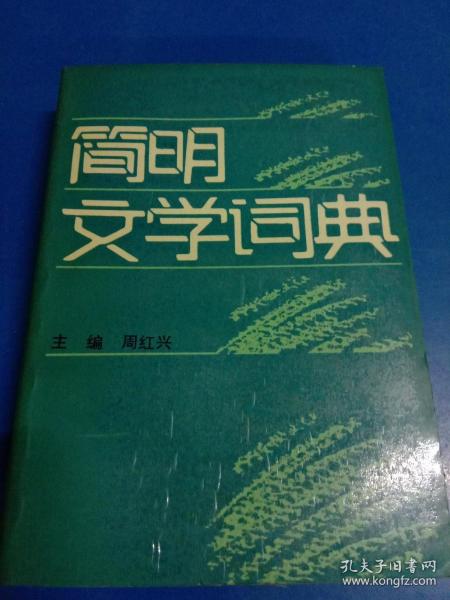 简明
文学词典
主编 周红兴
孔夫子旧书网
www.kongfz.com